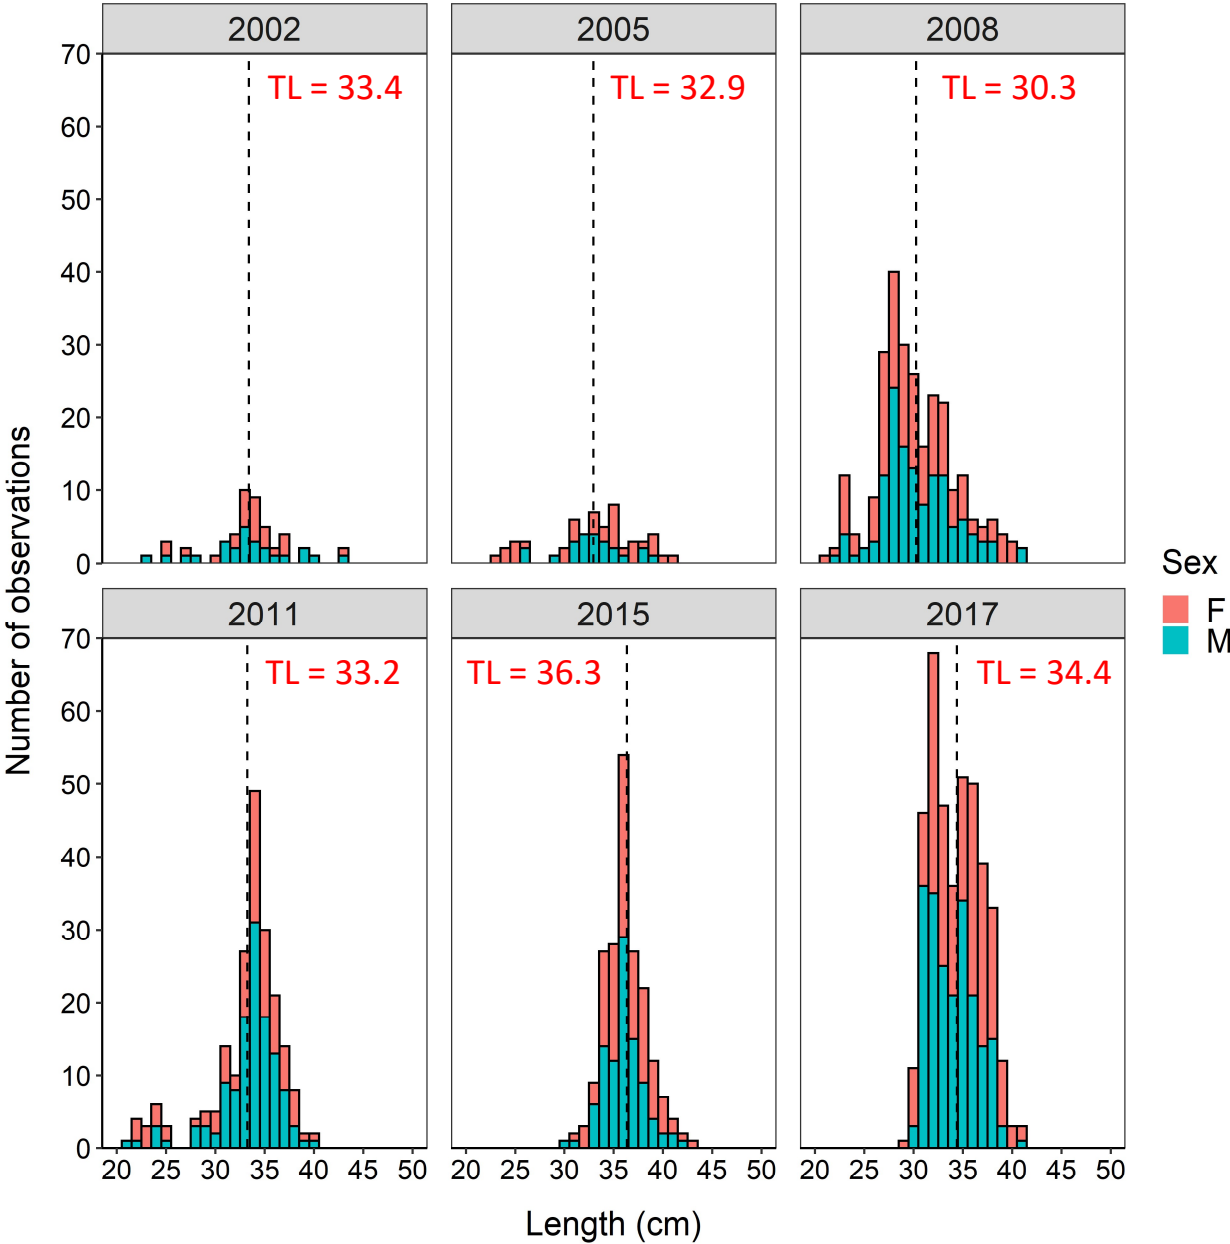 2002 2005 2008
TL = 33.4 TL = 32.9 TL = 30.3
70
60
50
40
30
20
10
0
2011 2015 2017
TL = 33.2 TL = 36.3 TL = 34.4
70
60
50
40
30
20
10
0
20 25 30 35 40 45 50 20 25 30 35 40 45 50 20 25 30 35 40 45 50
Length (cm)
Number of observations
Sex
F
M